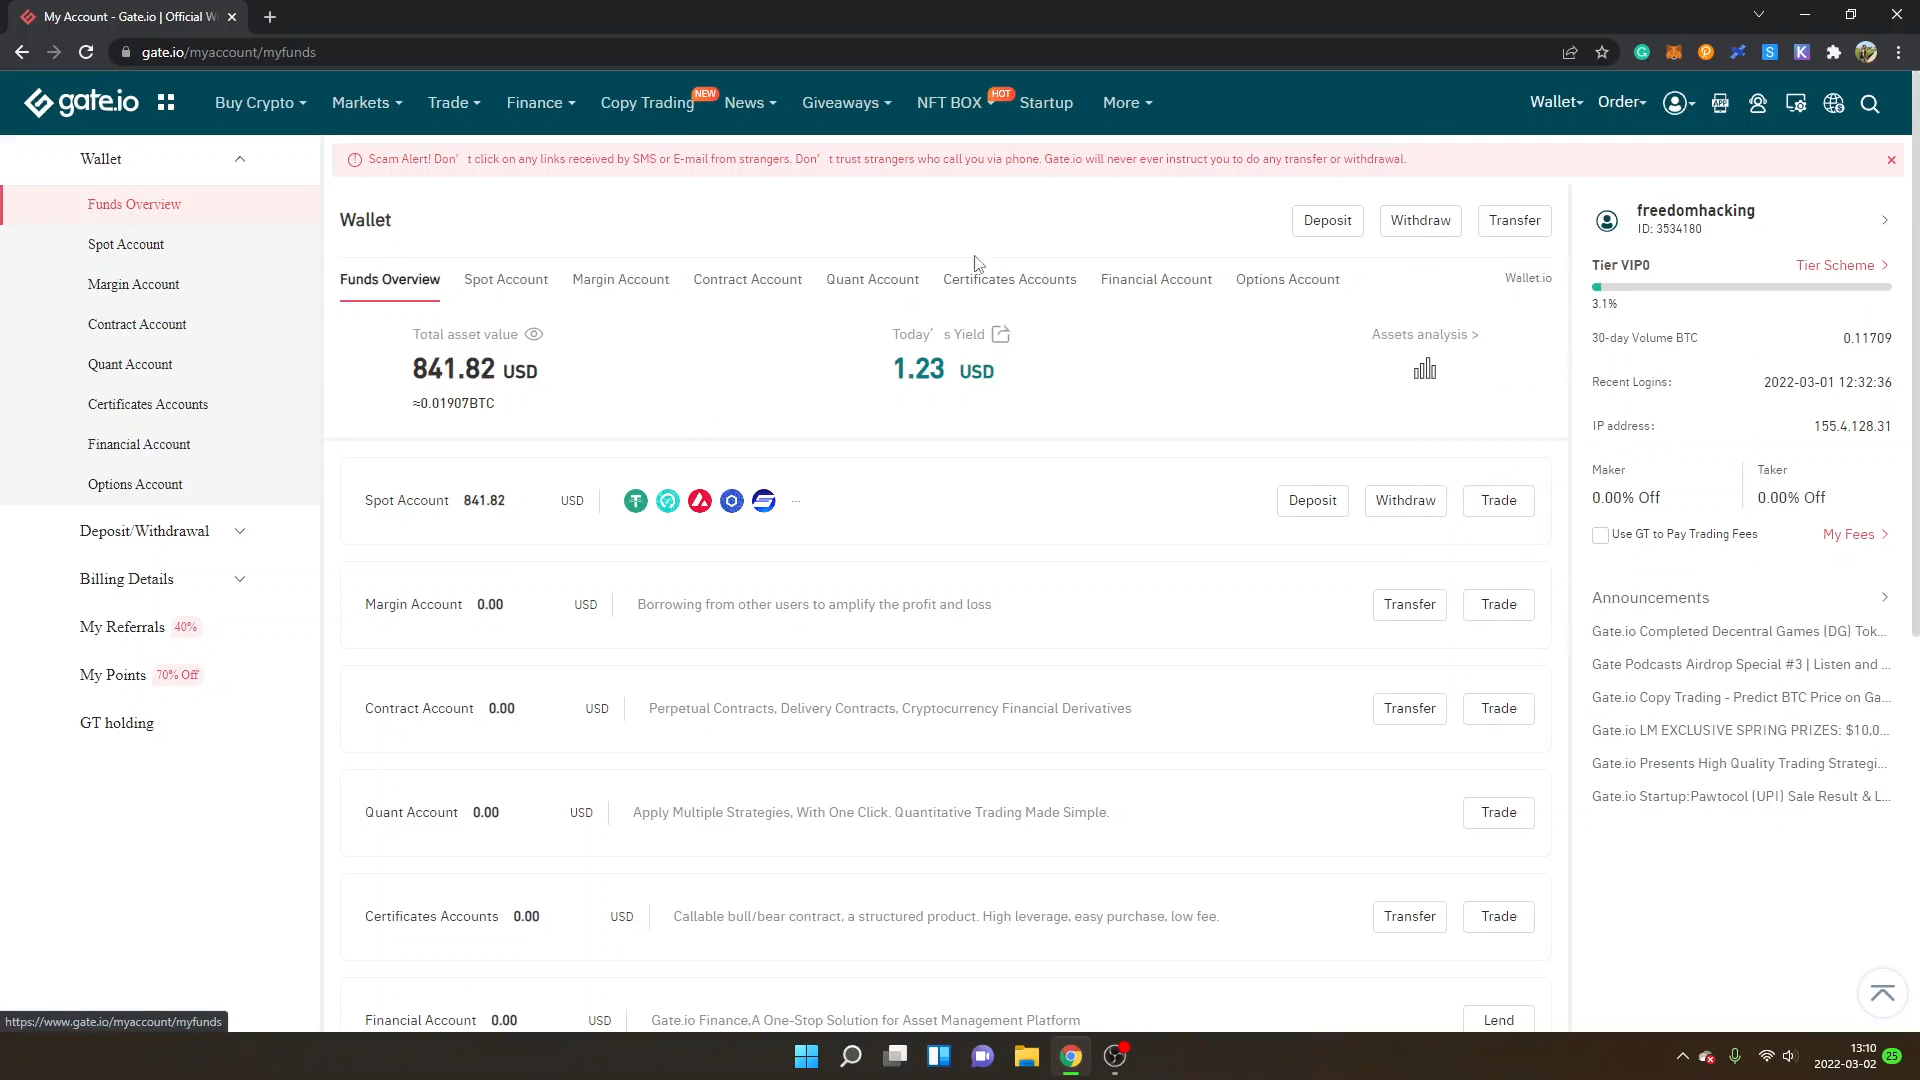 My Account - Gate.io | Official W
gate.io/myaccount/myfunds
gate.io
Buy Crypto
Markets
Trade
Finance
Copy Trading
NEW
News
Giveaways
NFT BOX
HOT
Startup
More
Wallet
Order
Wallet
Funds Overview
Spot Account
Margin Account
Contract Account
Quant Account
Certificates Accounts
Financial Account
Options Account
Deposit/Withdrawal
Billing Details
My Referrals 40%
My Points 70% Off
GT holding
Scam Alert! Don’t click on any links received by SMS or E-mail from strangers. Don’t trust strangers who call you via phone. Gate.io will never ever instruct you to do any transfer or withdrawal.
Wallet
Deposit
Withdraw
Transfer
Funds Overview
Spot Account
Margin Account
Contract Account
Quant Account
Certificates Accounts
Financial Account
Options Account
Wallet.io
Total asset value
841.82 USD
≈0.01907BTC
Today’s Yield
1.23 USD
Assets analysis >
Spot Account 841.82 USD
...
Deposit
Withdraw
Trade
Margin Account 0.00 USD
Borrowing from other users to amplify the profit and loss
Transfer
Trade
Contract Account 0.00 USD
Perpetual Contracts, Delivery Contracts, Cryptocurrency Financial Derivatives
Transfer
Trade
Quant Account 0.00 USD
Apply Multiple Strategies, With One Click. Quantitative Trading Made Simple.
Trade
Certificates Accounts 0.00 USD
Callable bull/bear contract, a structured product. High leverage, easy purchase, low fee.
Transfer
Trade
Financial Account 0.00 USD
Gate.io Finance,A One-Stop Solution for Asset Management Platform
Lend
freedomhacking
ID: 3534180
Tier VIP0
Tier Scheme >
3.1%
30-day Volume BTC 0.11709
Recent Logins: 2022-03-01 12:32:36
IP address: 155.4.128.31
Maker
0.00% Off
Taker
0.00% Off
Use GT to Pay Trading Fees
My Fees >
Announcements >
Gate.io Completed Decentral Games (DG) Tok...
Gate Podcasts Airdrop Special #3 | Listen and ...
Gate.io Copy Trading - Predict BTC Price on Ga...
Gate.io LM EXCLUSIVE SPRING PRIZES: $10,0...
Gate.io Presents High Quality Trading Strategi...
Gate.io Startup:Pawtocol (UPI) Sale Result & L...
https://www.gate.io/myaccount/myfunds
13:10
2022-03-02
25